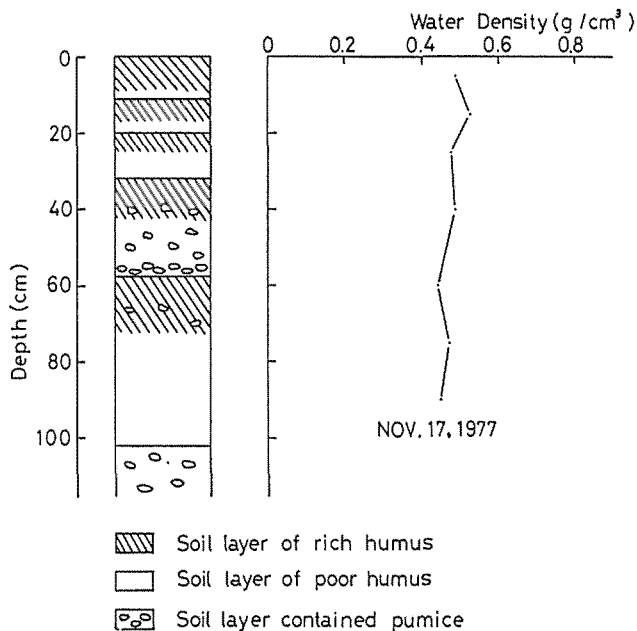 Water Density (g/cm³)
0 0.2 0.4 0.6 0.8
0
20
40
60
80
100
Depth (cm)
NOV. 17, 1977
Soil layer of rich humus
Soil layer of poor humus
Soil layer contained pumice